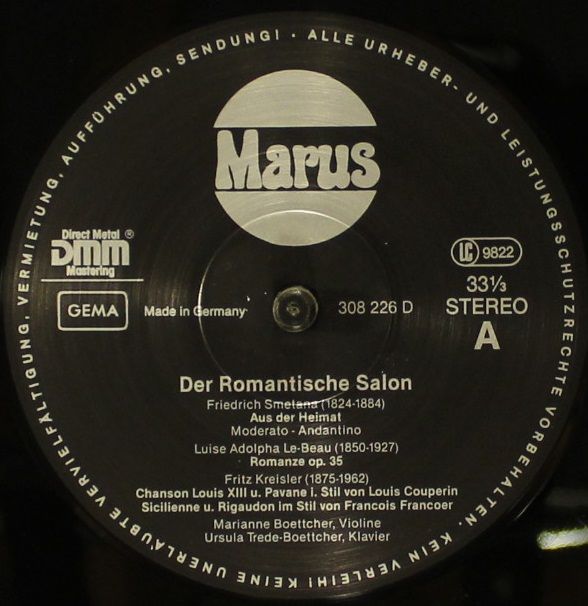 ALLE URHEBER- UND LEISTUNGSSCHUTZRECHTE VORBEHALTEN. KEIN VERLEIH! KEINE UNERLAUBTE VERVIELFÄLTIGUNG, VERMIETUNG, AUFFÜHRUNG, SENDUNG! ·
Marus
Direct Metal ®
DMM
Mastering
LC 9822
33⅓
STEREO
A
GEMA
Made in Germany
308 226 D
Der Romantische Salon
Friedrich Smetana (1824-1884)
Aus der Heimat
Moderato - Andantino
Luise Adolpha Le-Beau (1850-1927)
Romanze op. 35
Fritz Kreisler (1875-1962)
Chanson Louis XIII u. Pavane i. Stil von Louis Couperin
Sicilienne u. Rigaudon im Stil von Francois Francoer
Marianne Boettcher, Violine
Ursula Trede-Boettcher, Klavier